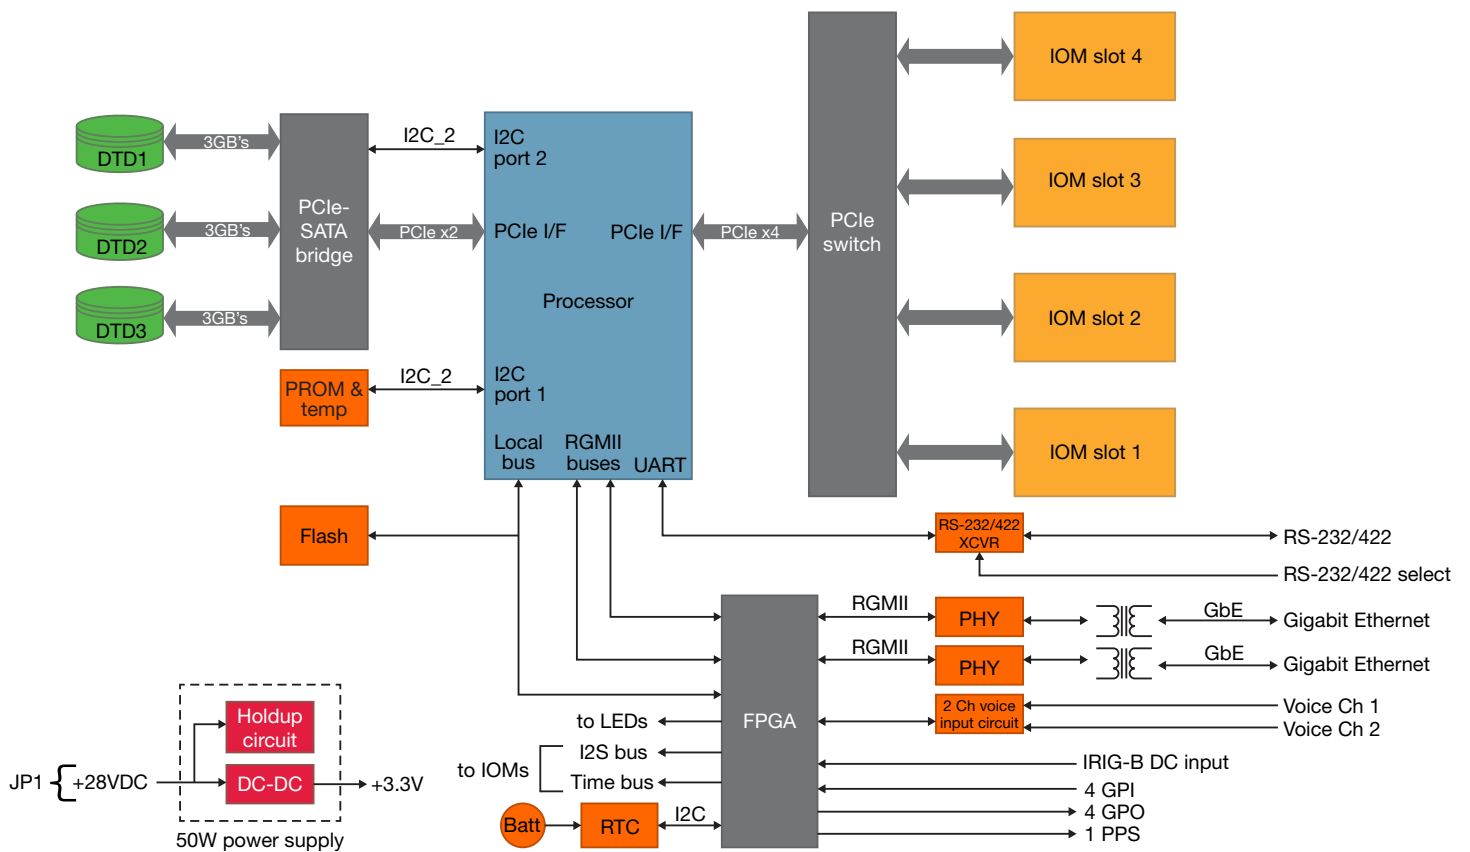 IOM slot 4
DTD1
3GB's
I2C_2
I2C
port 2
IOM slot 3
PCIe-
SATA
bridge
DTD2
3GB's
PCIe x2
PCIe I/F
PCIe I/F
PCIe x4
PCIe
switch
Processor
DTD3
3GB's
IOM slot 2
PROM &
temp
I2C_2
I2C
port 1
Local
bus
RGMII
buses
UART
IOM slot 1
Flash
RS-232/422
XCVR
RS-232/422
RS-232/422 select
RGMII
PHY
GbE
Gigabit Ethernet
RGMII
PHY
GbE
Gigabit Ethernet
FPGA
2 Ch voice
input circuit
Voice Ch 1
Voice Ch 2
to LEDs
I2S bus
to IOMs
Time bus
IRIG-B DC input
4 GPI
4 GPO
1 PPS
Batt
RTC
I2C
Holdup
circuit
JP1
+28VDC
DC-DC
+3.3V
50W power supply